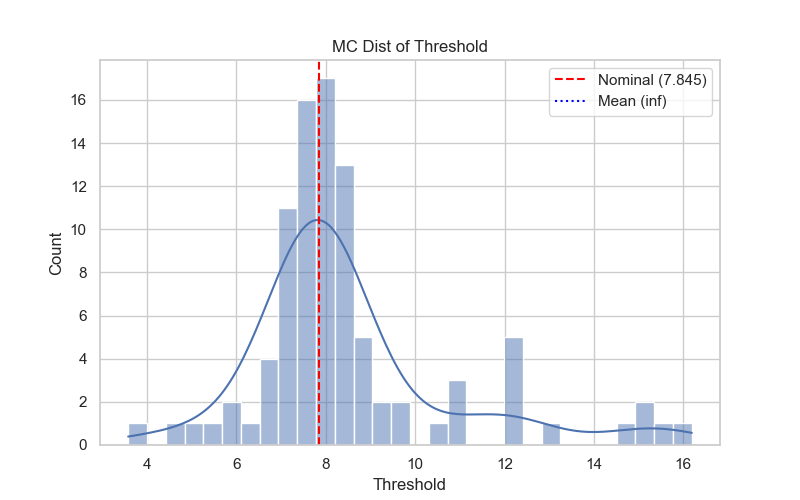 MC Dist of Threshold
Nominal (7.845)
Mean (inf)
Count
16
14
12
10
8
6
4
2
0
4 6 8 10 12 14 16
Threshold